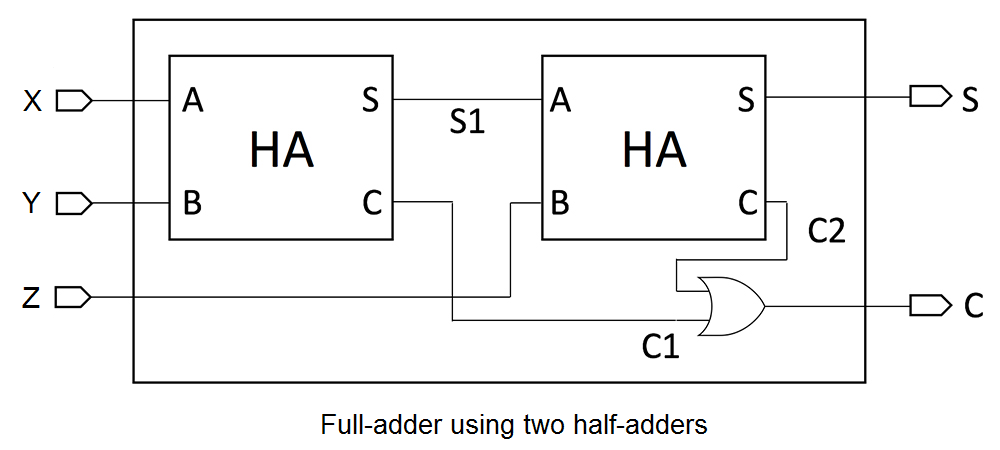 X
A
S
S1
A
S
S
HA
HA
Y
B
C
B
C
C2
Z
C
C1
Full-adder using two half-adders